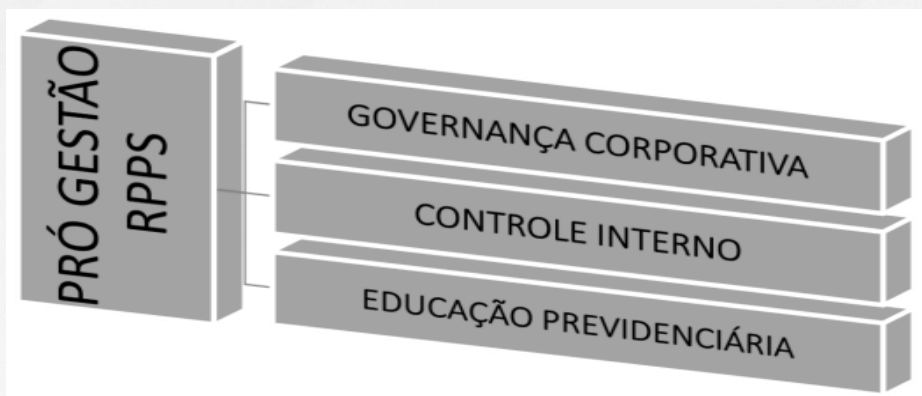 PRÓ GESTÃO
RPPS
GOVERNANÇA CORPORATIVA
CONTROLE INTERNO
EDUCAÇÃO PREVIDENCIÁRIA